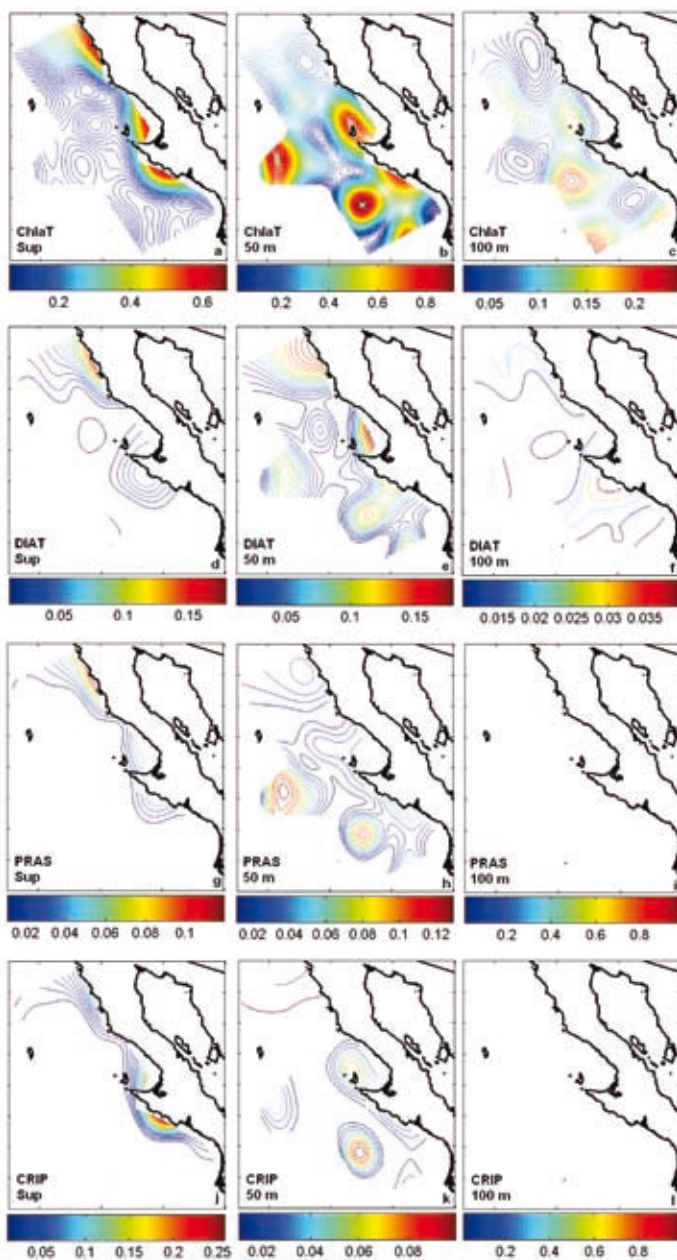 ChlaT
Sup
a
0.2 0.4 0.6
ChlaT
50 m
b
0.2 0.4 0.6 0.8
ChlaT
100 m
c
0.05 0.1 0.15 0.2
DIAT
Sup
d
0.05 0.1 0.15
DIAT
50 m
e
0.05 0.1 0.15
DIAT
100 m
f
0.015 0.02 0.025 0.03 0.035
PRAS
Sup
g
0.02 0.04 0.06 0.08 0.1
PRAS
50 m
h
0.02 0.04 0.06 0.08 0.1 0.12
PRAS
100 m
i
0.2 0.4 0.6 0.8
CRIP
Sup
j
0.05 0.1 0.15 0.2 0.25
CRIP
50 m
k
0.02 0.04 0.06 0.08
CRIP
100 m
l
0.2 0.4 0.6 0.8